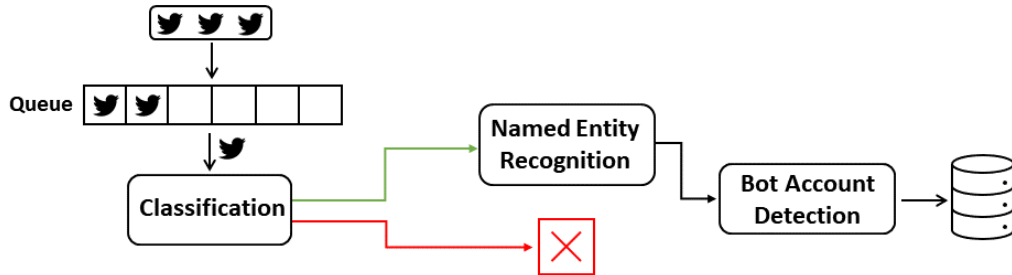 Queue
Classification
Named Entity
Recognition
Bot Account
Detection